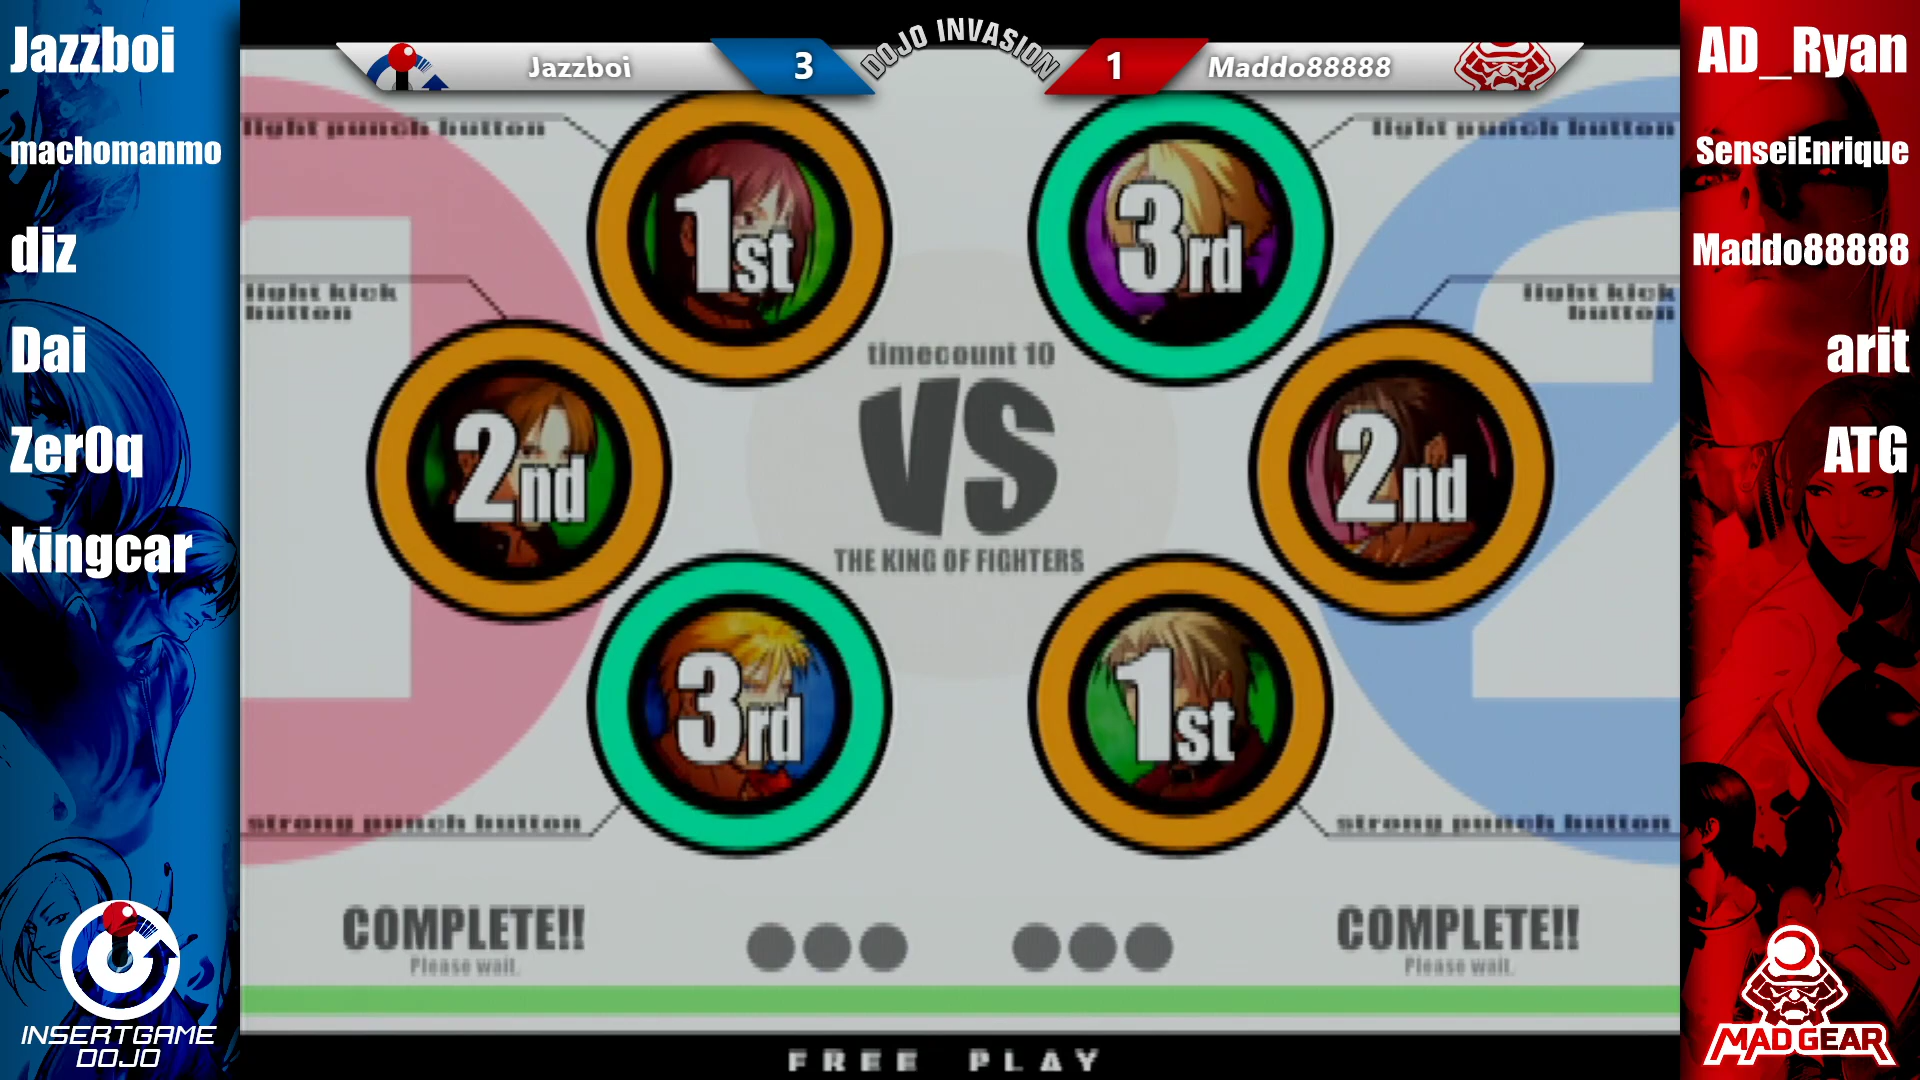 Jazzboi
machomanmo
diz
Dai
Zer0q
kingcar
INSERTGAME
DOJO
Jazzboi
3
DOJO INVASION
1
Maddo88888
light punch button
light punch button
1st
3rd
light kick
button
light kick
button
timecount 10
VS
THE KING OF FIGHTERS
2nd
2nd
3rd
1st
strong punch button
strong punch button
COMPLETE!!
Please wait.
COMPLETE!!
Please wait.
FREE PLAY
1
2
AD_Ryan
SenseiEnrique
Maddo88888
arit
ATG
MADGEAR